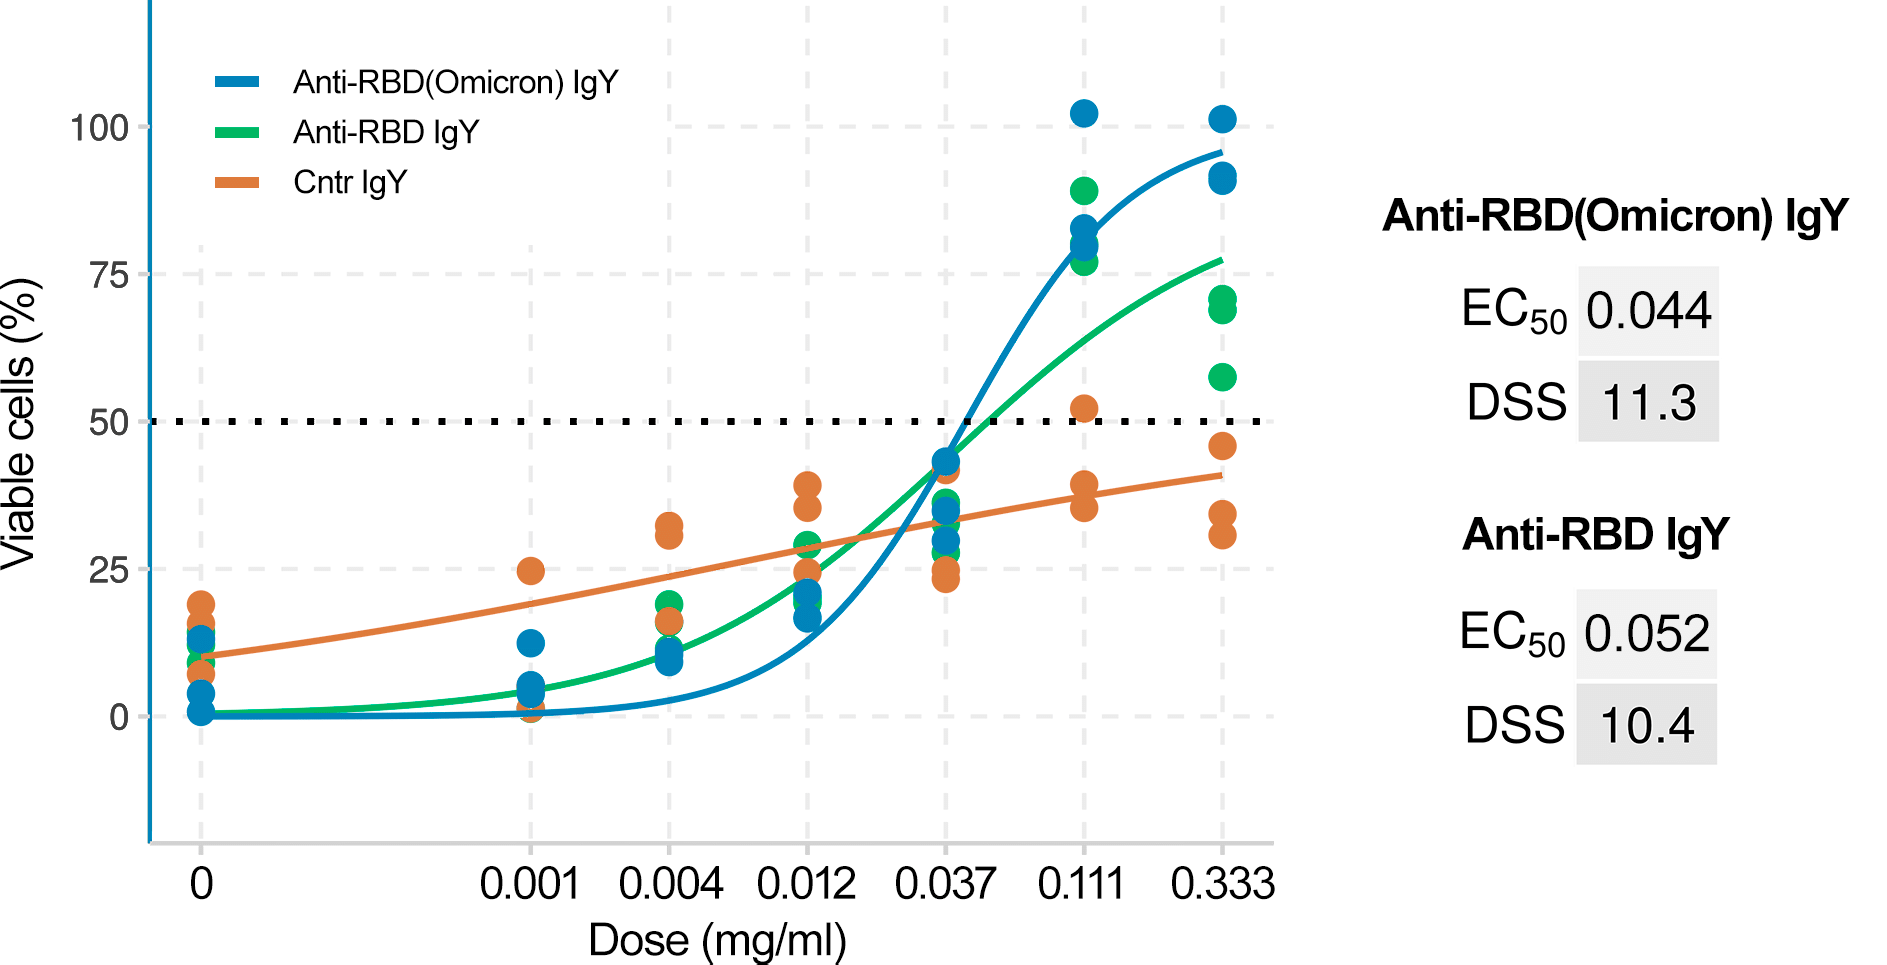 Anti-RBD(Omicron) IgY
Anti-RBD IgY
Cntr IgY
Viable cells (%)
100
75
50
25
0
0 0.001 0.004 0.012 0.037 0.111 0.333
Dose (mg/ml)
Anti-RBD(Omicron) IgY
EC50 0.044
DSS 11.3
Anti-RBD IgY
EC50 0.052
DSS 10.4